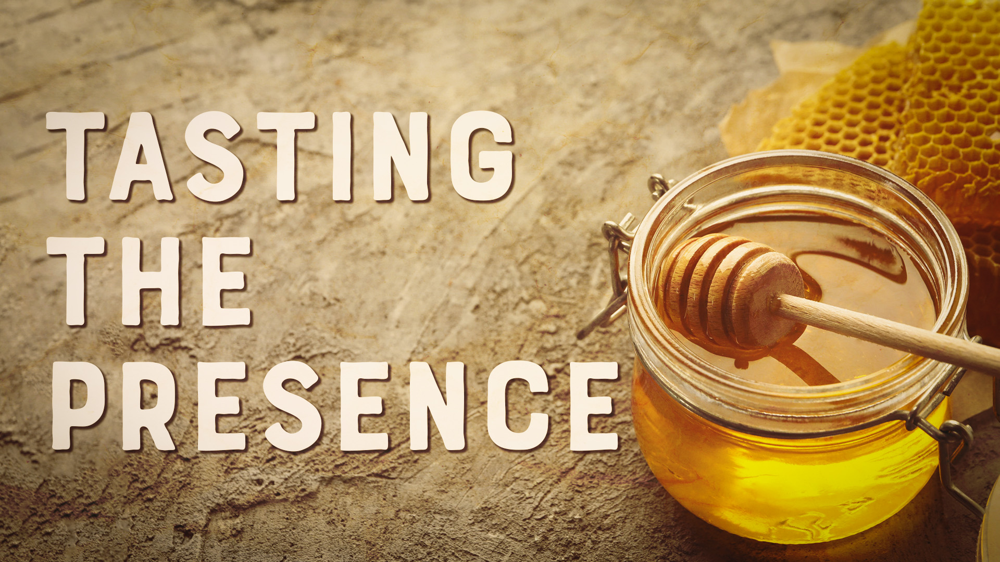 TASTING
THE
PRESENCE